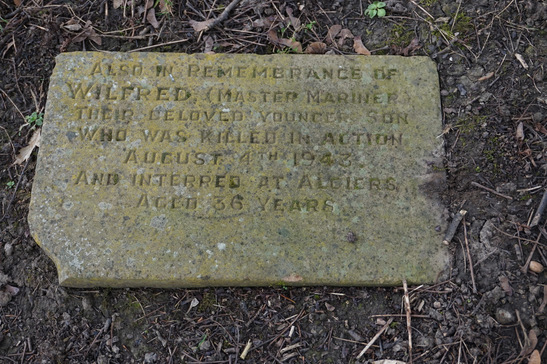 ALSO IN REMEMBRANCE OF
WILFRED, (MASTER MARINER)
THEIR BELOVED YOUNGER SON
WHO WAS KILLED IN ACTION
AUGUST 4TH 1943.
AND INTERRED AT ALGIERS.
AGED 36 YEARS.